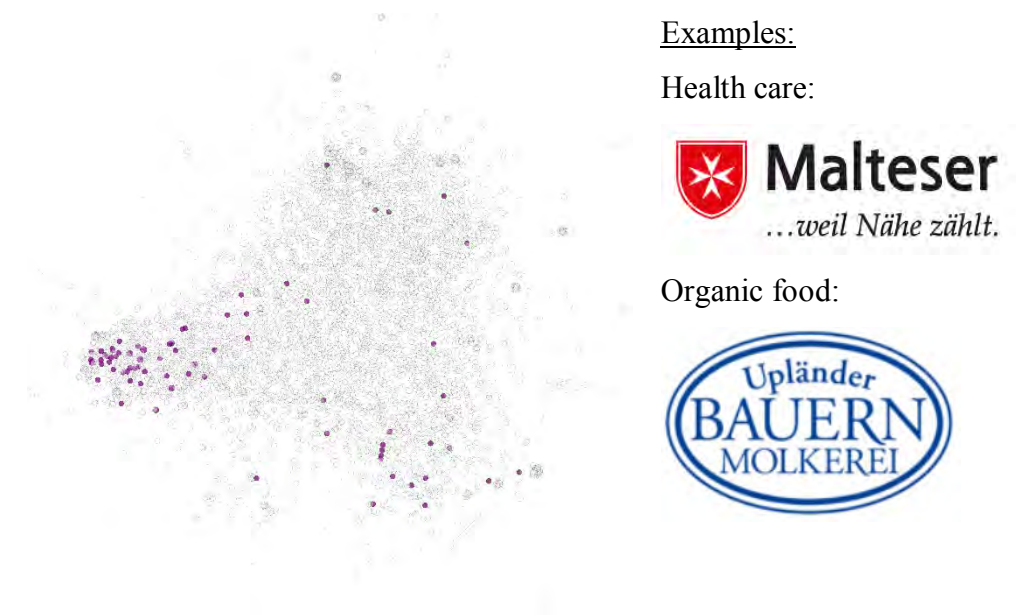 Examples:
Health care:
Malteser
...weil Nähe zählt.
Organic food:
Upländer
BAUERN
MOLKEREI